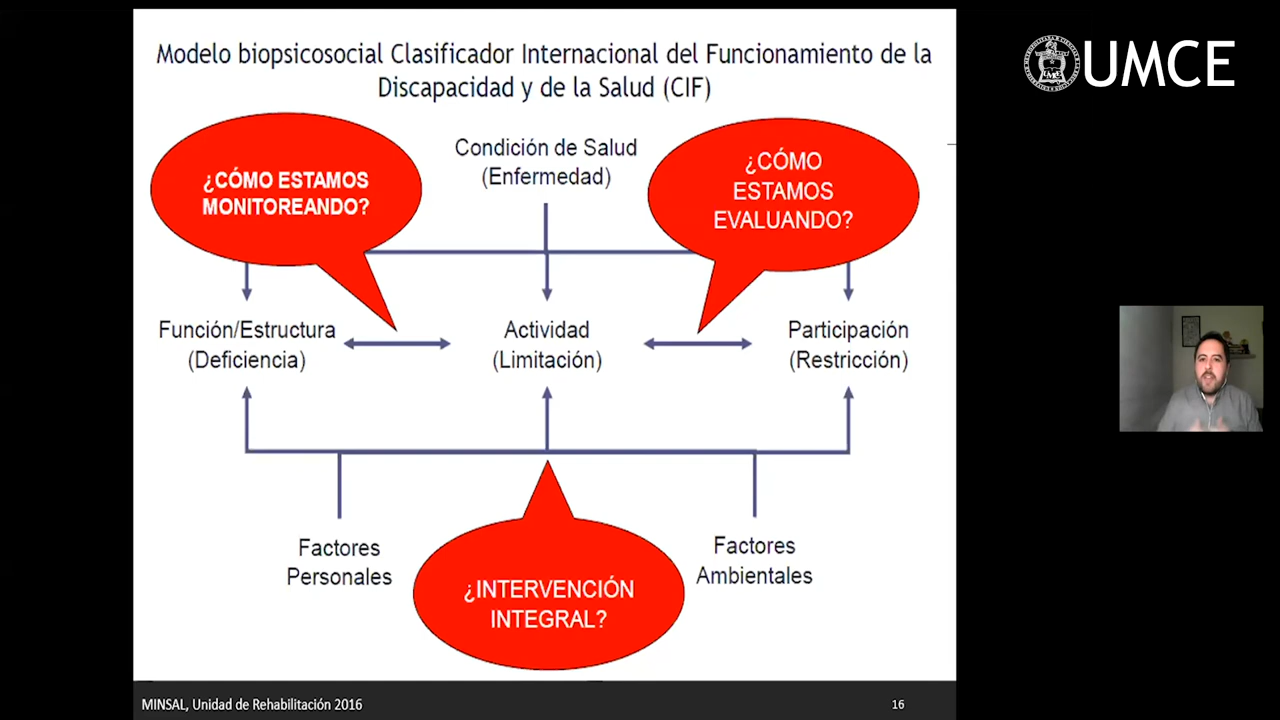 Modelo biopsicosocial Clasificador Internacional del Funcionamiento de la
Discapacidad y de la Salud (CIF)
UMCE
Condición de Salud
(Enfermedad)
¿CÓMO ESTAMOS
MONITOREANDO?
¿CÓMO
ESTAMOS
EVALUANDO?
Función/Estructura
(Deficiencia)
Actividad
(Limitación)
Participación
(Restricción)
Factores
Personales
¿INTERVENCIÓN
INTEGRAL?
Factores
Ambientales
MINSAL, Unidad de Rehabilitación 2016
16